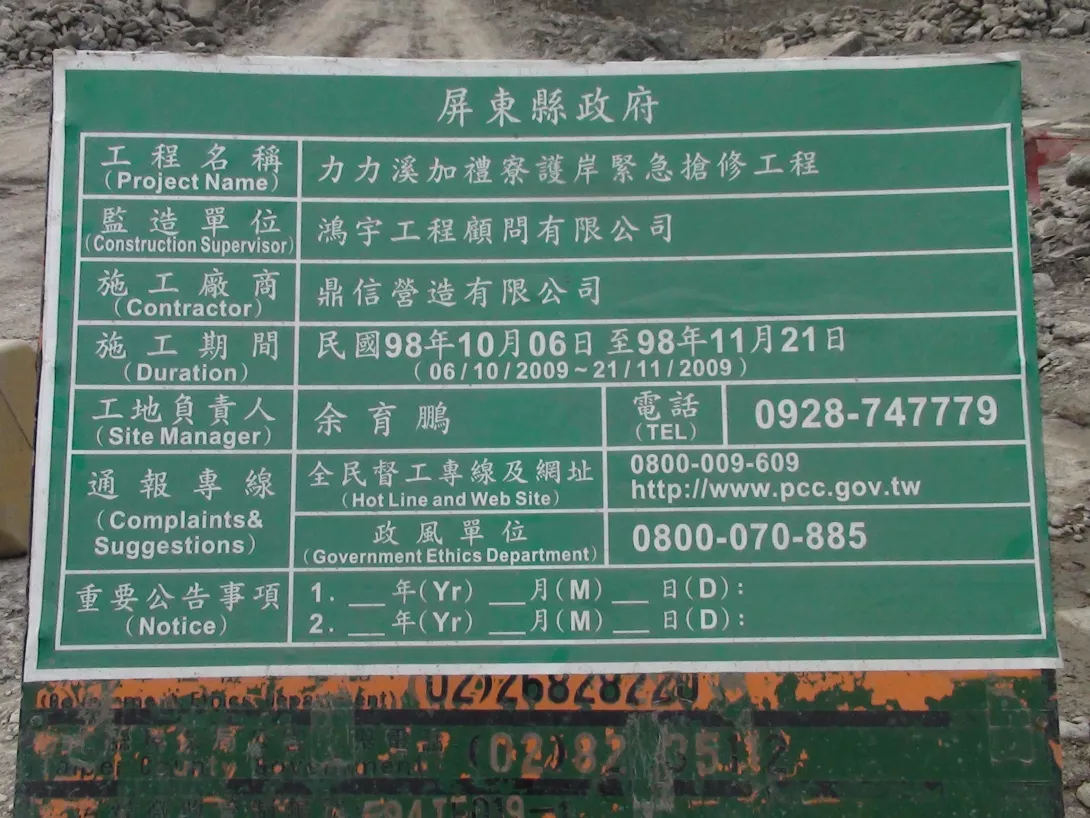 屏東縣政府
工程名稱 力力溪加禮寮護岸緊急搶修工程
(Project Name)
監造單位 鴻宇工程顧問有限公司
(Construction Supervisor)
施工廠商 鼎信營造有限公司
(Contractor)
施工期間 民國98年10月06日至98年11月21日
(Duration) (06/10/2009~21/11/2009)
工地負責人 余育鵬 電話 0928-747779
(Site Manager) (TEL)
通報專線 全民督工專線及網址 0800-009-609
(Complaints& (Hot Line and Web Site) http://www.pcc.gov.tw
Suggestions) 政風單位 0800-070-885
(Government Ethics Department)
重要公告事項 1. __ 年(Yr) __月(M) __ 日(D):
(Notice) 2. __ 年(Yr) __月(M) __ 日(D):
(02)26828220
(02)82
County Government